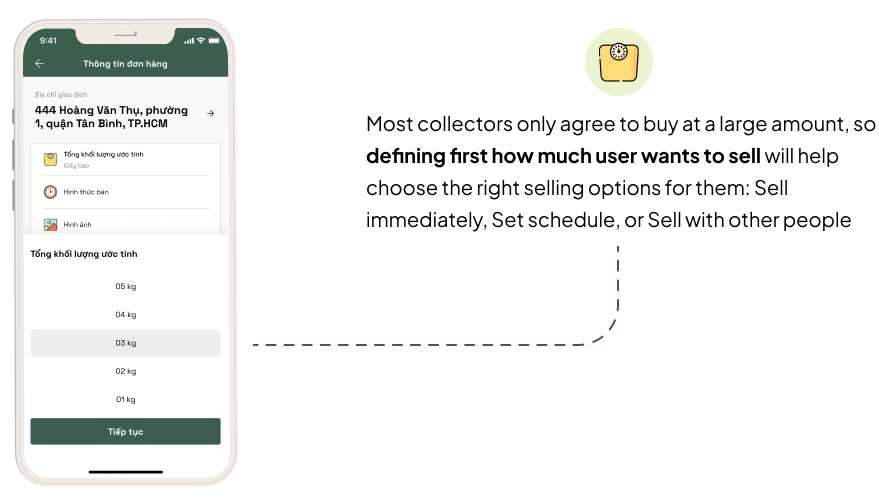 9:41
Thông tin đơn hàng
Địa chỉ giao dịch
444 Hoàng Văn Thụ, phường
1, quận Tân Bình, TP.HCM
Tổng khối lượng ước tính
Giấy báo
Hình thức bán
Hình ảnh
Tổng khối lượng ước tính
05 kg
04 kg
03 kg
02 kg
01 kg
Tiếp tục
Most collectors only agree to buy at a large amount, so
defining first how much user wants to sell will help
choose the right selling options for them: Sell
immediately, Set schedule, or Sell with other people